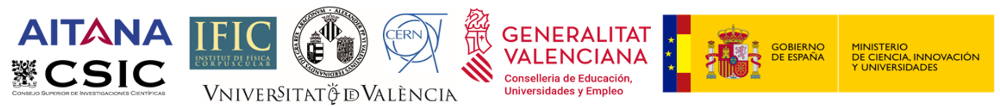 AITANA
CSIC
CONSEJO SUPERIOR DE INVESTIGACIONES CIENTÍFICAS
IFIC
INSTITUT DE FÍSICA
CORPUSCULAR
ARAGONVM · ALEXANDER PP VI VALENTINVS FERDINANDVS DEI GRA REX
VNIVERSITAT DE VALÈNCIA
CERN
GENERALITAT
VALENCIANA
Conselleria de Educación,
Universidades y Empleo
GOBIERNO
DE ESPAÑA
MINISTERIO
DE CIENCIA, INNOVACIÓN
Y UNIVERSIDADES